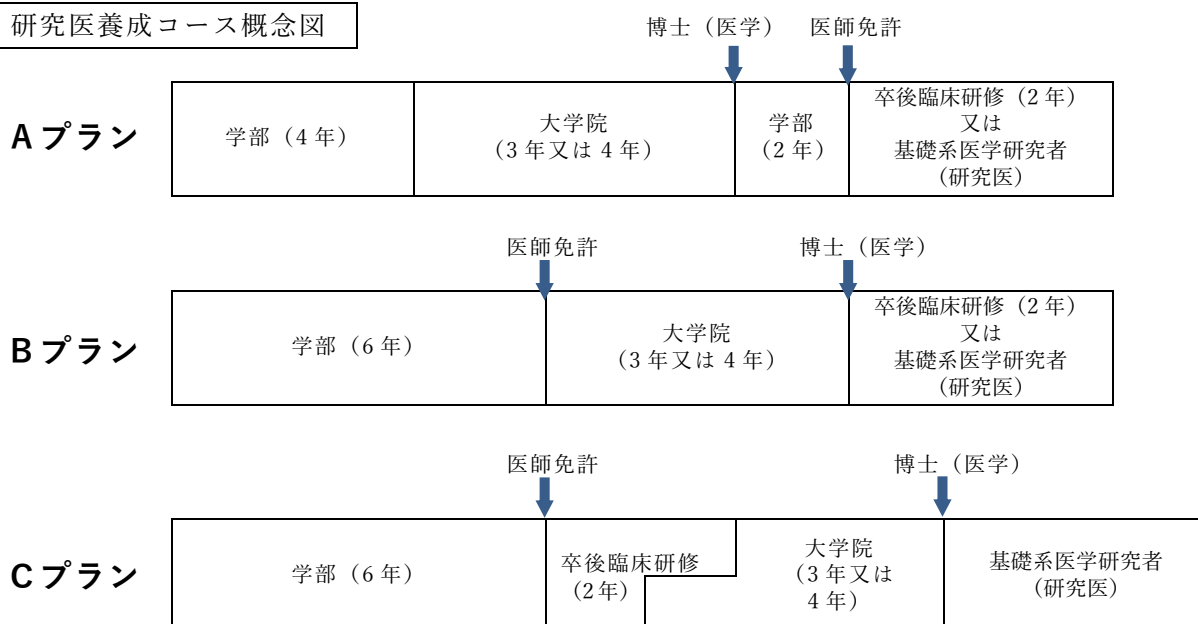 研究医養成コース概念図
博士（医学）
医師免許
Aプラン
学部（4 年）
大学院
（3 年又は 4 年）
学部
（2 年）
卒後臨床研修（2 年）
又は
基礎系医学研究者
（研究医）
医師免許
博士（医学）
Bプラン
学部（6 年）
大学院
（3 年又は 4 年）
卒後臨床研修（2 年）
又は
基礎系医学研究者
（研究医）
医師免許
博士（医学）
Cプラン
学部（6 年）
卒後臨床研修
（2年）
大学院
（3 年又は
4 年）
基礎系医学研究者
（研究医）